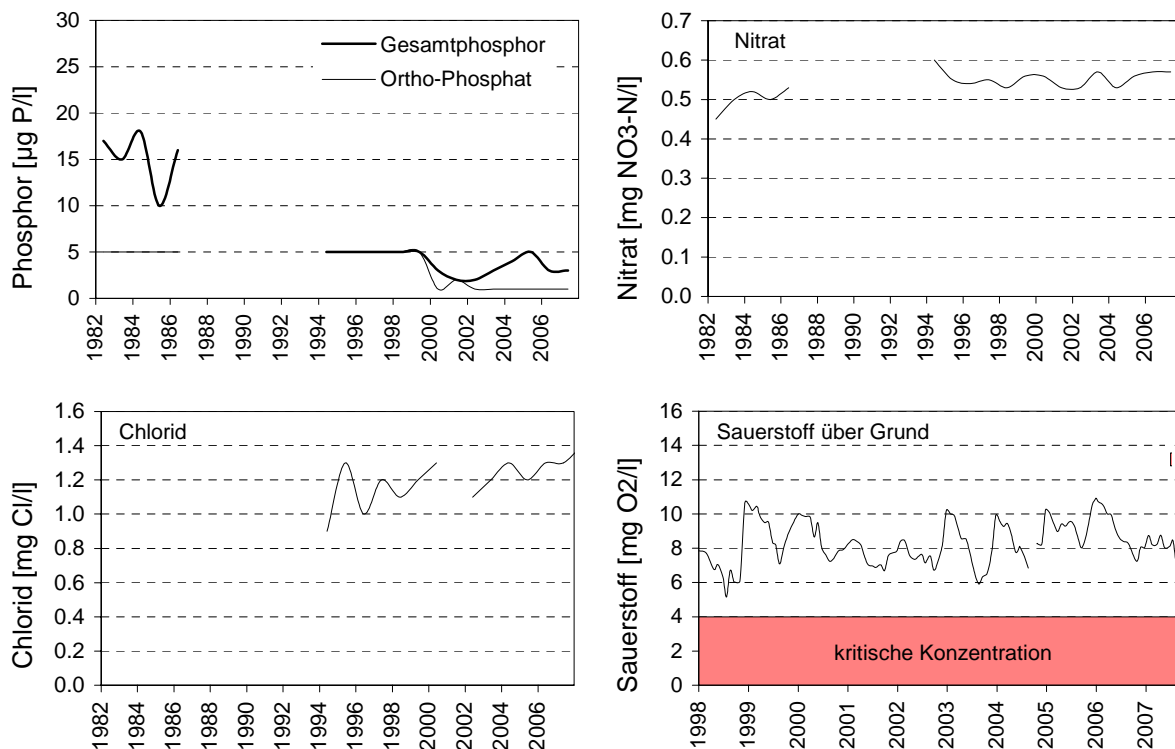 Phosphor [µg P/l]
30
25
20
15
10
5
0
Gesamtphosphor
Ortho-Phosphat
1982 1984 1986 1988 1990 1992 1994 1996 1998 2000 2002 2004 2006
Nitrat [mg NO3-N/l]
0.7
0.6
0.5
0.4
0.3
0.2
0.1
0.0
Nitrat
1982 1984 1986 1988 1990 1992 1994 1996 1998 2000 2002 2004 2006
Chlorid [mg Cl/l]
1.6
1.4
1.2
1.0
0.8
0.6
0.4
0.2
0.0
Chlorid
1982 1984 1986 1988 1990 1992 1994 1996 1998 2000 2002 2004 2006
Sauerstoff [mg O2/l]
16
14
12
10
8
6
4
2
0
Sauerstoff über Grund
kritische Konzentration
1998 1999 2000 2001 2002 2003 2004 2005 2006 2007